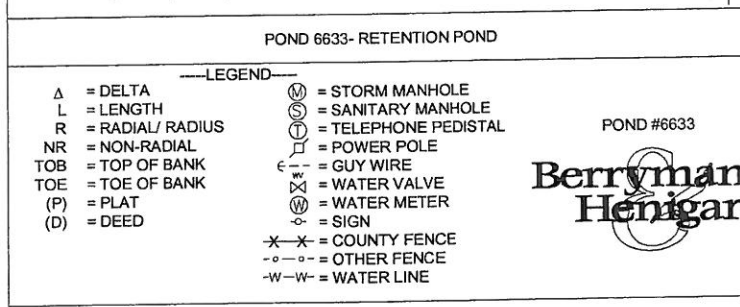 POND 6633- RETENTION POND
-----LEGEND-----
Δ = DELTA
L = LENGTH
R = RADIAL/ RADIUS
NR = NON-RADIAL
TOB = TOP OF BANK
TOE = TOE OF BANK
(P) = PLAT
(D) = DEED
M = STORM MANHOLE
S = SANITARY MANHOLE
T = TELEPHONE PEDISTAL
= POWER POLE
= GUY WIRE
WV = WATER VALVE
W = WATER METER
= SIGN
-X—X- = COUNTY FENCE
-o—o- = OTHER FENCE
-W—W- = WATER LINE
POND #6633
Berryman
&
Henigar